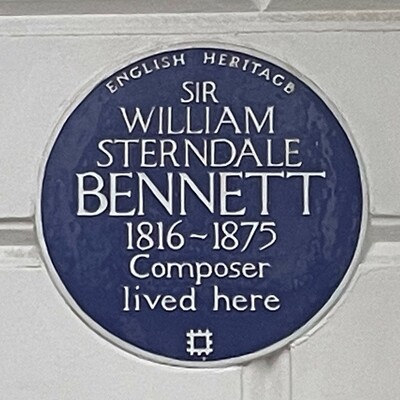 ENGLISH HERITAGE
SIR
WILLIAM
STERNDALE
BENNETT
1816~1875
Composer
lived here